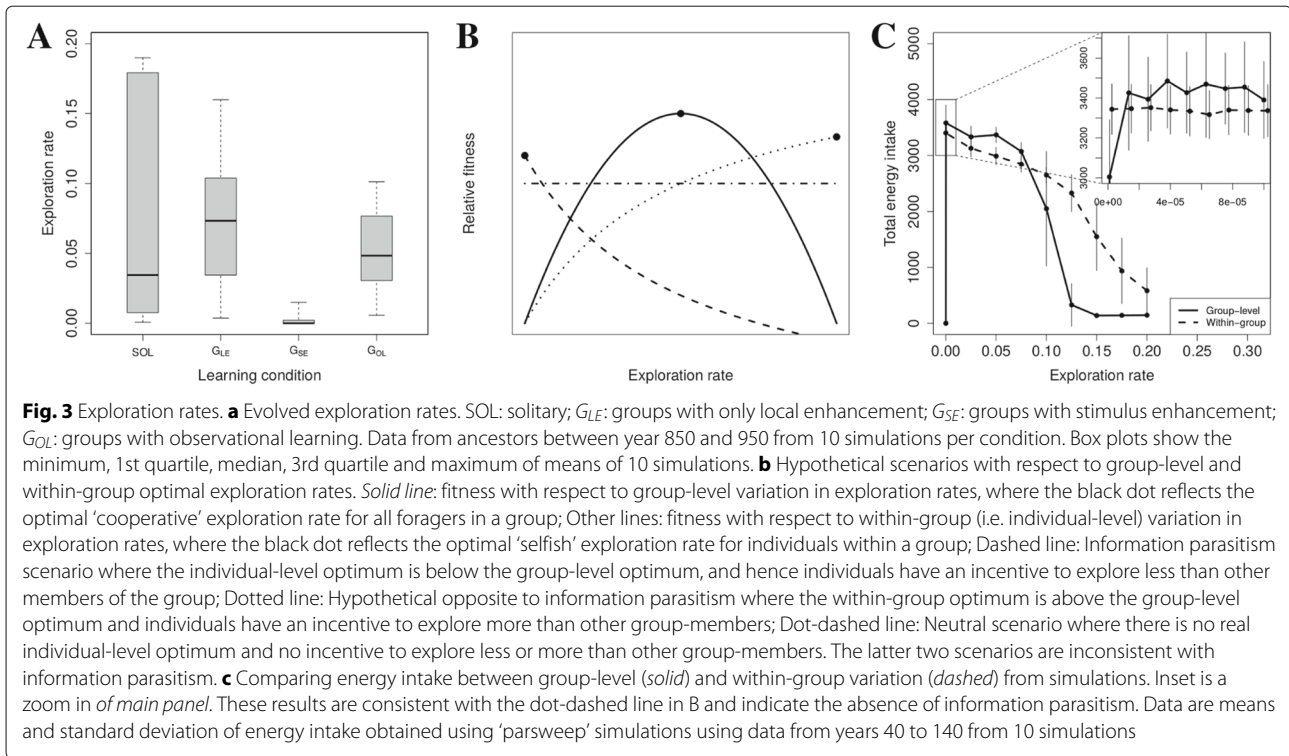 A
0.20
0.15
0.10
0.05
0.00
Exploration rate
SOL
G_LE
G_SE
G_OL
Learning condition
B
Relative fitness
Exploration rate
C
5000
4000
3000
2000
1000
0
Total energy intake
0.00 0.05 0.10 0.15 0.20 0.25 0.30
Exploration rate
3600
3400
3200
3000
0e+00 4e-05 8e-05
Group-level
Within-group
Fig. 3 Exploration rates. a Evolved exploration rates. SOL: solitary; G_LE: groups with only local enhancement; G_SE: groups with stimulus enhancement;
G_OL: groups with observational learning. Data from ancestors between year 850 and 950 from 10 simulations per condition. Box plots show the
minimum, 1st quartile, median, 3rd quartile and maximum of means of 10 simulations. b Hypothetical scenarios with respect to group-level and
within-group optimal exploration rates. Solid line: fitness with respect to group-level variation in exploration rates, where the black dot reflects the
optimal ‘cooperative’ exploration rate for all foragers in a group; Other lines: fitness with respect to within-group (i.e. individual-level) variation in
exploration rates, where the black dot reflects the optimal ‘selfish’ exploration rate for individuals within a group; Dashed line: Information parasitism
scenario where the individual-level optimum is below the group-level optimum, and hence individuals have an incentive to explore less than other
members of the group; Dotted line: Hypothetical opposite to information parasitism where the within-group optimum is above the group-level
optimum and individuals have an incentive to explore more than other group-members; Dot-dashed line: Neutral scenario where there is no real
individual-level optimum and no incentive to explore less or more than other group-members. The latter two scenarios are inconsistent with
information parasitism. c Comparing energy intake between group-level (solid) and within-group variation (dashed) from simulations. Inset is a
zoom in of main panel. These results are consistent with the dot-dashed line in B and indicate the absence of information parasitism. Data are means
and standard deviation of energy intake obtained using ‘parsweep’ simulations using data from years 40 to 140 from 10 simulations